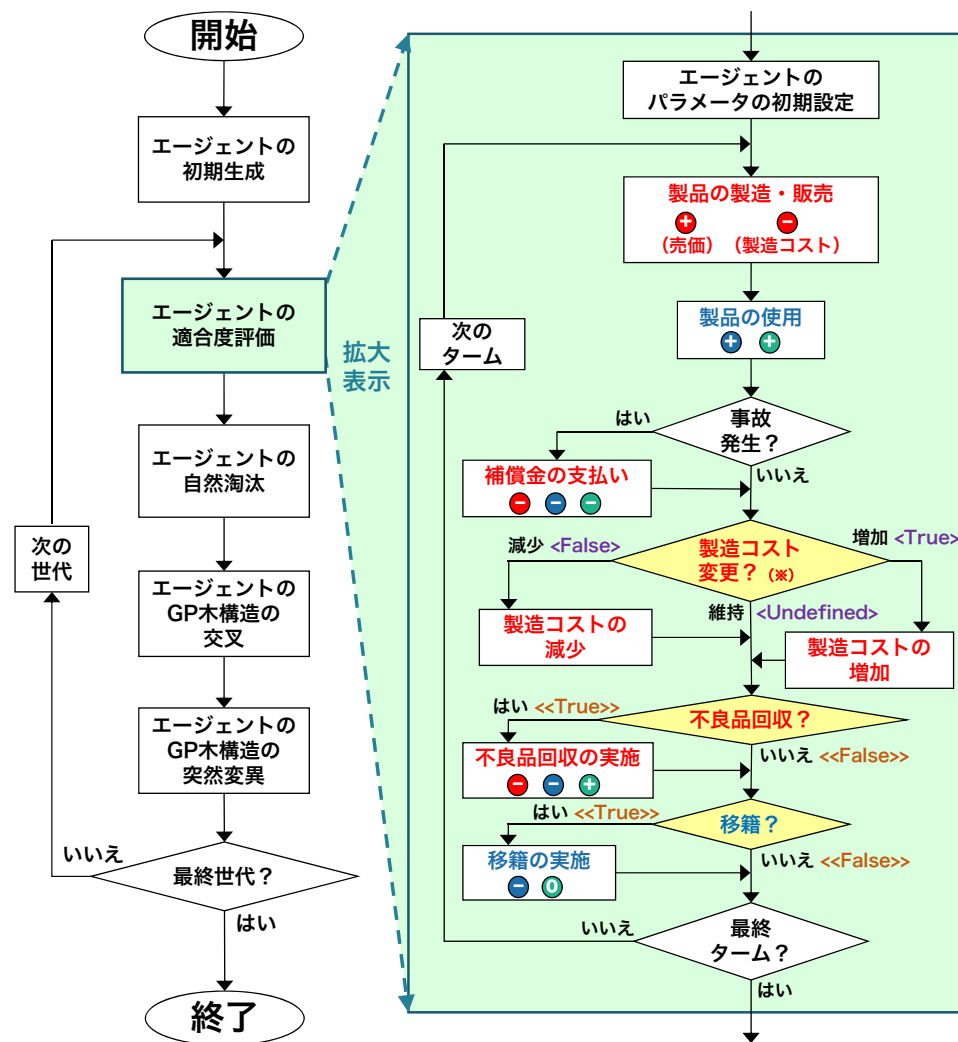 開始
エージェントの
初期生成
エージェントの
適合度評価
エージェントの
自然淘汰
エージェントの
GP木構造の
交叉
エージェントの
GP木構造の
突然変異
次の
世代
いいえ
最終世代？
はい
終了
拡大
表示
エージェントの
パラメータの初期設定
製品の製造・販売
+ −
（売価）（製造コスト）
製品の使用
+ +
次の
ターム
はい
事故
発生？
いいえ
補償金の支払い
− − −
減少 <False>
製造コスト
変更？（※）
増加 <True>
維持 <Undefined>
製造コストの
減少
製造コストの
増加
はい <<True>>
不良品回収？
いいえ <<False>>
不良品回収の実施
− − +
はい <<True>>
移籍？
いいえ <<False>>
移籍の実施
− 0
いいえ
最終
ターム？
はい